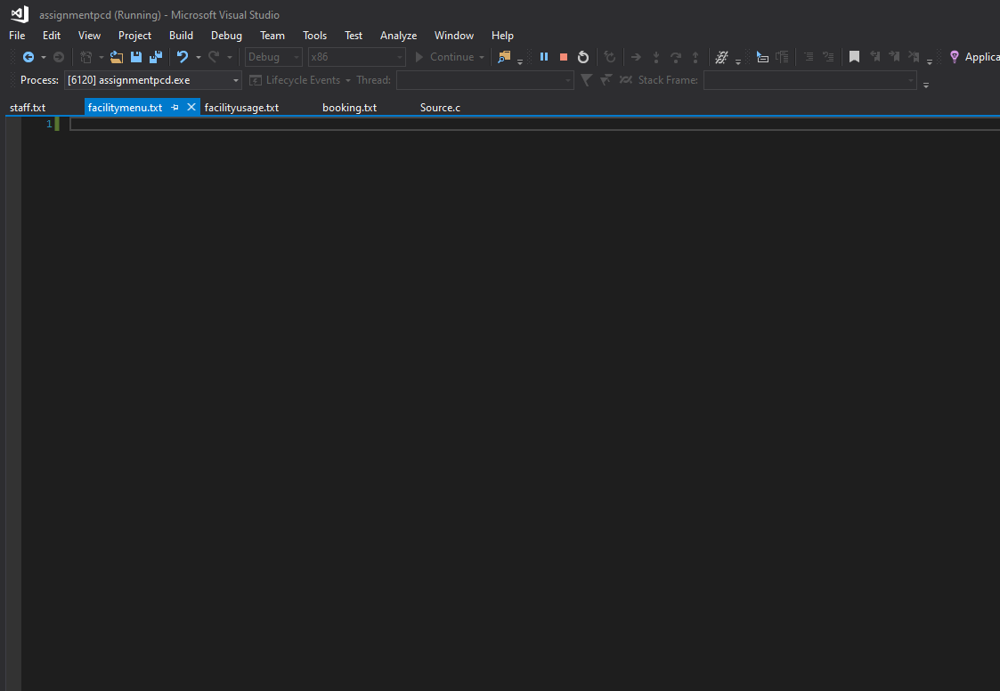 assignmentpcd (Running) - Microsoft Visual Studio
File Edit View Project Build Debug Team Tools Test Analyze Window Help
Debug x86 Continue Applica
Process: [6120] assignmentpcd.exe Lifecycle Events Thread: Stack Frame:
staff.txt facilitymenu.txt facilityusage.txt booking.txt Source.c
1